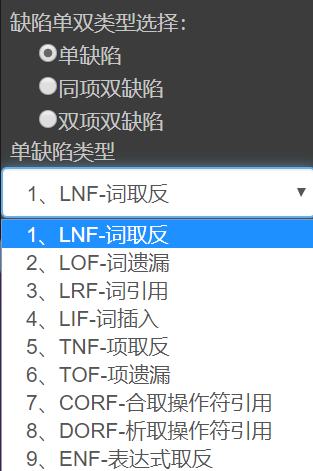 缺陷单双类型选择：
单缺陷
同项双缺陷
双项双缺陷
单缺陷类型
1、LNF-词取反
1、LNF-词取反
2、LOF-词遗漏
3、LRF-词引用
4、LIF-词插入
5、TNF-项取反
6、TOF-项遗漏
7、CORF-合取操作符引用
8、DORF-析取操作符引用
9、ENF-表达式取反